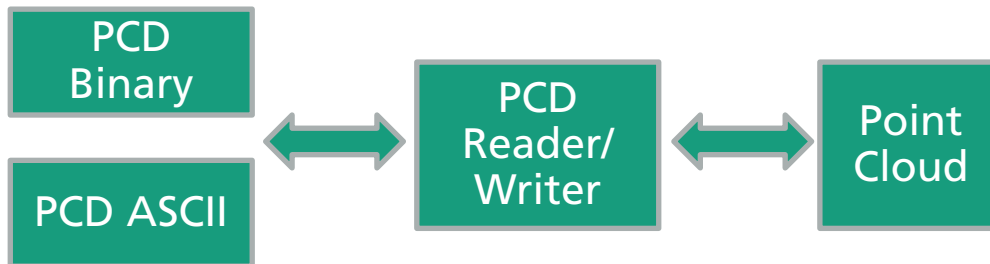 PCD
Binary
PCD ASCII
PCD
Reader/
Writer
Point
Cloud